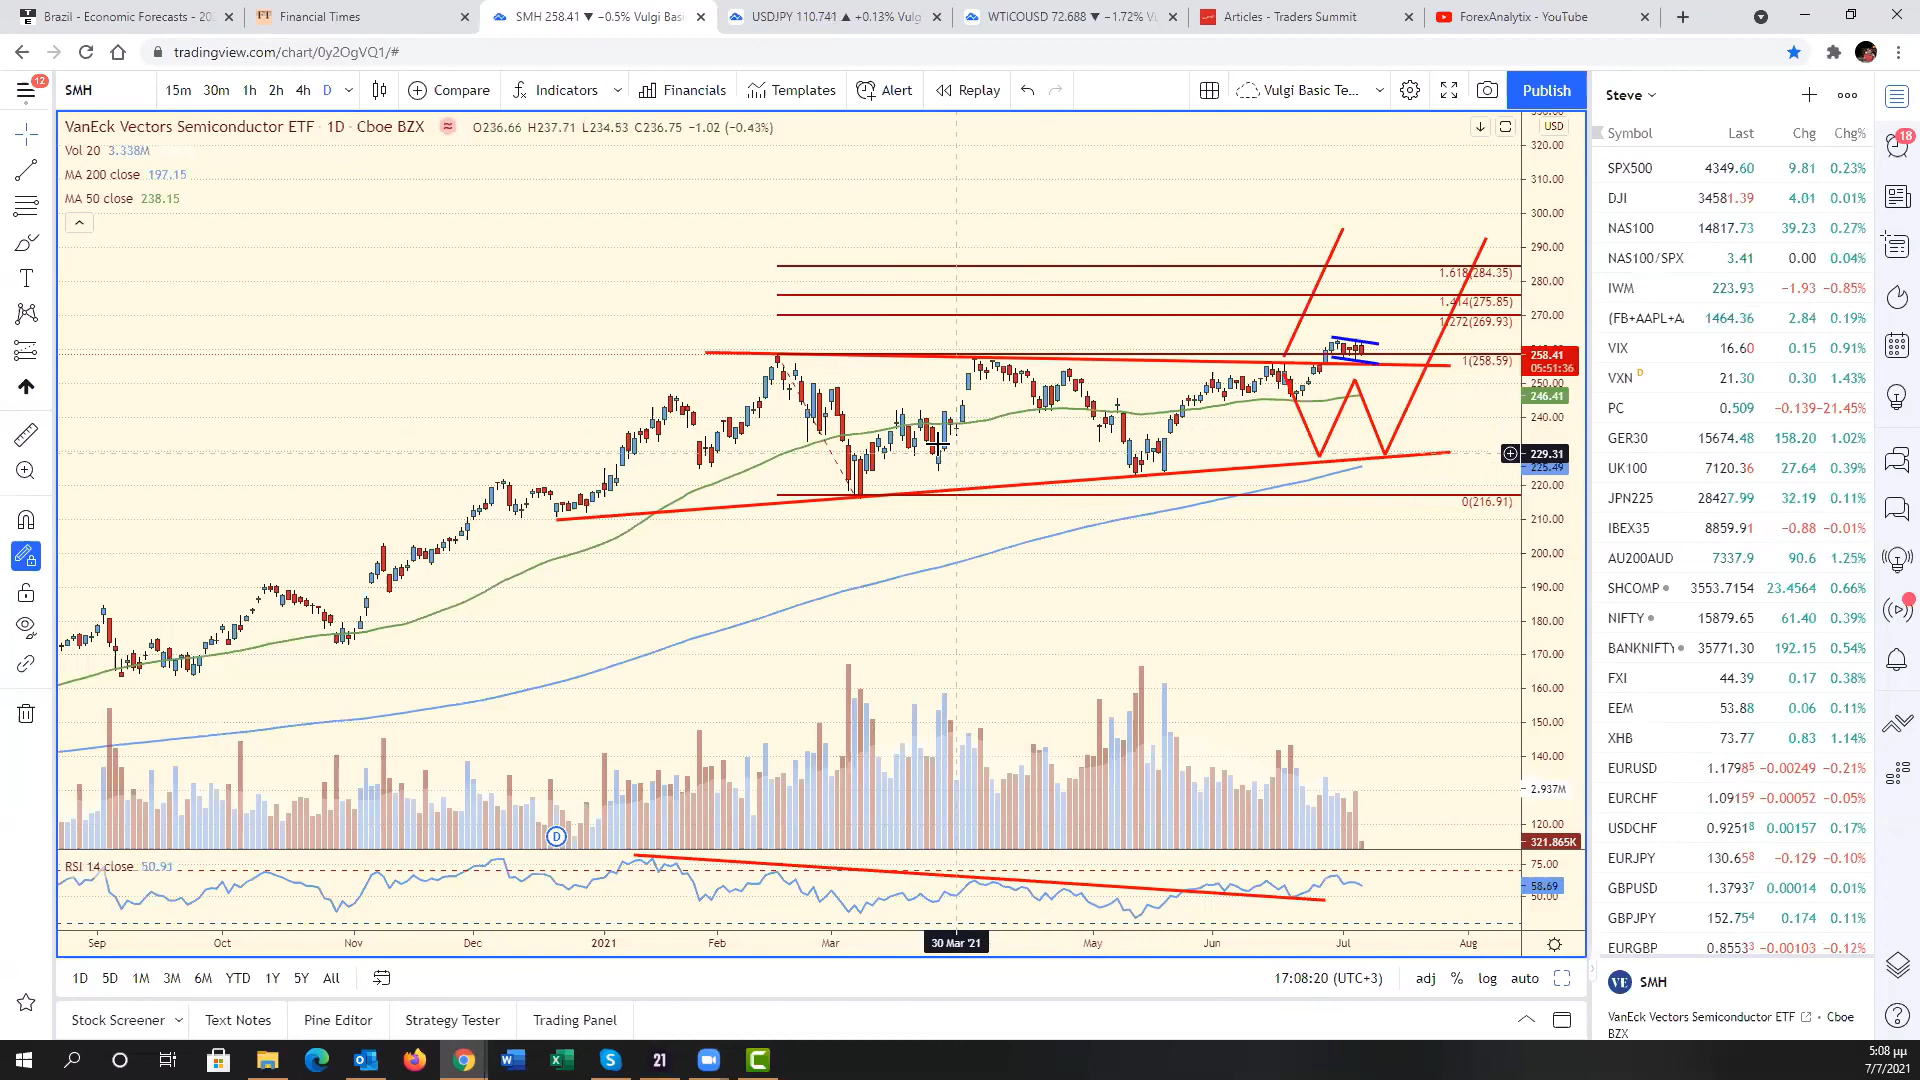 Brazil - Economic Forecasts - 20
Financial Times
SMH 258.41 ▼ −0.5% Vulgi Bas
USDJPY 110.741 ▲ +0.13% Vulg
WTICOUSD 72.688 ▼ −1.72% Vu
Articles - Traders Summit
ForexAnalytix - YouTube
tradingview.com/chart/0y2OgVQ1/#
12
SMH
15m 30m 1h 2h 4h D
Compare
Indicators
Financials
Templates
Alert
Replay
Vulgi Basic Te...
Publish
Steve
VanEck Vectors Semiconductor ETF · 1D · Cboe BZX
O236.66 H237.71 L234.53 C236.75 −1.02 (−0.43%)
Vol 20 3.338M
MA 200 close 197.15
MA 50 close 238.15
USD
320.00
310.00
300.00
290.00
280.00
270.00
258.41
05:51:36
250.00
246.41
240.00
229.31
225.49
220.00
210.00
200.00
190.00
180.00
170.00
160.00
150.00
140.00
2.937M
120.00
321.865K
1.618(284.35)
1.414(275.85)
1.272(269.93)
1(258.59)
0(216.91)
D
RSI 14 close 50.91
75.00
58.69
50.00
Sep Oct Nov Dec 2021 Feb Mar 30 Mar '21 May Jun Jul Aug
1D 5D 1M 3M 6M YTD 1Y 5Y All
17:08:20 (UTC+3)
adj % log auto
Stock Screener Text Notes Pine Editor Strategy Tester Trading Panel
Symbol Last Chg Chg%
SPX500 4349.60 9.81 0.23%
DJI 34581.39 4.01 0.01%
NAS100 14817.73 39.23 0.27%
NAS100/SPX 3.41 0.00 0.04%
IWM 223.93 −1.93 −0.85%
(FB+AAPL+A 1464.36 2.84 0.19%
VIX 16.60 0.15 0.91%
VXN D 21.30 0.30 1.43%
PC 0.509 −0.139 −21.45%
GER30 15674.48 158.20 1.02%
UK100 7120.36 27.64 0.39%
JPN225 28427.99 32.19 0.11%
IBEX35 8859.91 −0.88 −0.01%
AU200AUD 7337.9 90.6 1.25%
SHCOMP 3553.7154 23.4564 0.66%
NIFTY 15879.65 61.40 0.39%
BANKNIFTY 35771.30 192.15 0.54%
FXI 44.39 0.17 0.38%
EEM 53.88 0.06 0.11%
XHB 73.77 0.83 1.14%
EURUSD 1.17985 −0.00249 −0.21%
EURCHF 1.09159 −0.00052 −0.05%
USDCHF 0.92518 0.00157 0.17%
EURJPY 130.658 −0.129 −0.10%
GBPUSD 1.37937 0.00014 0.01%
GBPJPY 152.754 0.174 0.11%
EURGBP 0.85533 −0.00103 −0.12%
VE SMH
VanEck Vectors Semiconductor ETF · Cboe
BZX
18
21
5:08 μμ
7/7/2021